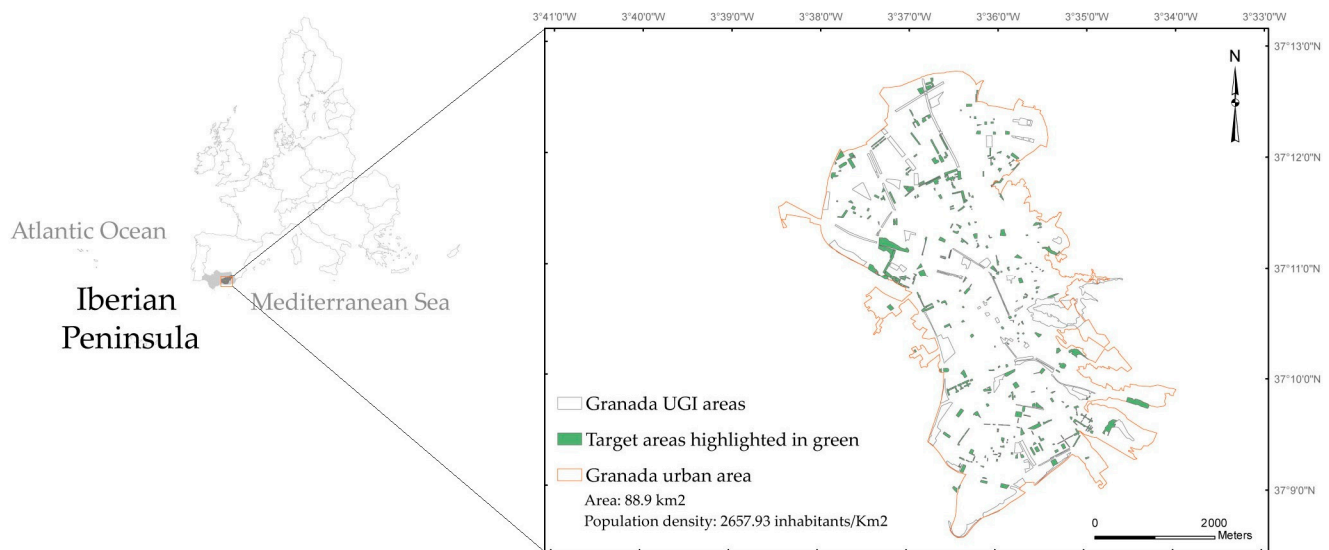 3°41'0"W 3°40'0"W 3°39'0"W 3°38'0"W 3°37'0"W 3°36'0"W 3°35'0"W 3°34'0"W 3°33'0"W
37°13'0"N
N
37°12'0"N
Atlantic Ocean
37°11'0"N
Iberian
Peninsula
Mediterranean Sea
37°10'0"N
Granada UGI areas
Target areas highlighted in green
Granada urban area
Area: 88.9 km2
Population density: 2657.93 inhabitants/Km2
37°9'0"N
0 2000
Meters